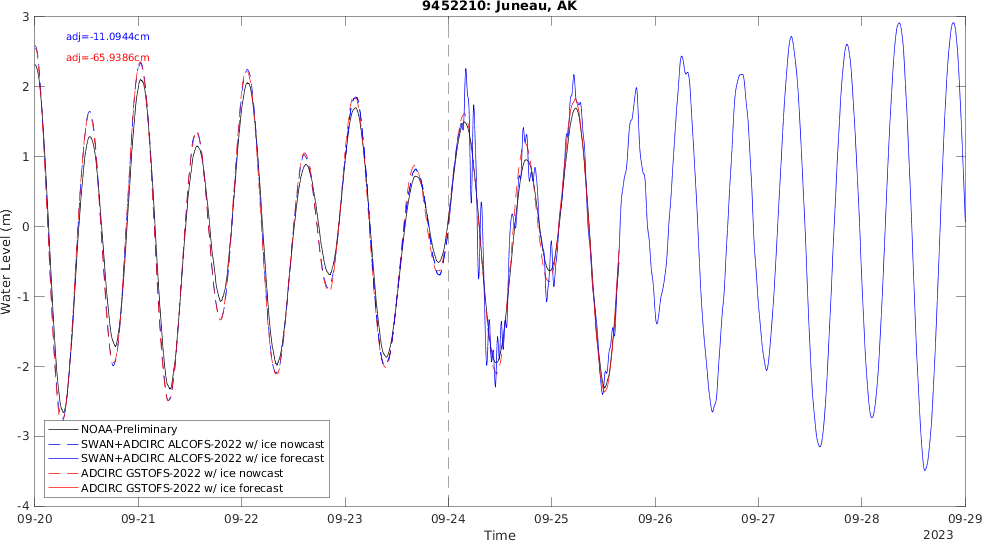 9452210: Juneau, AK
adj=-11.0944cm
adj=-65.9386cm
3
2
1
0
-1
-2
-3
-4
Water Level (m)
NOAA-Preliminary
SWAN+ADCIRC ALCOFS-2022 w/ ice nowcast
SWAN+ADCIRC ALCOFS-2022 w/ ice forecast
ADCIRC GSTOFS-2022 w/ ice nowcast
ADCIRC GSTOFS-2022 w/ ice forecast
09-20 09-21 09-22 09-23 09-24 09-25 09-26 09-27 09-28 09-29
Time
2023